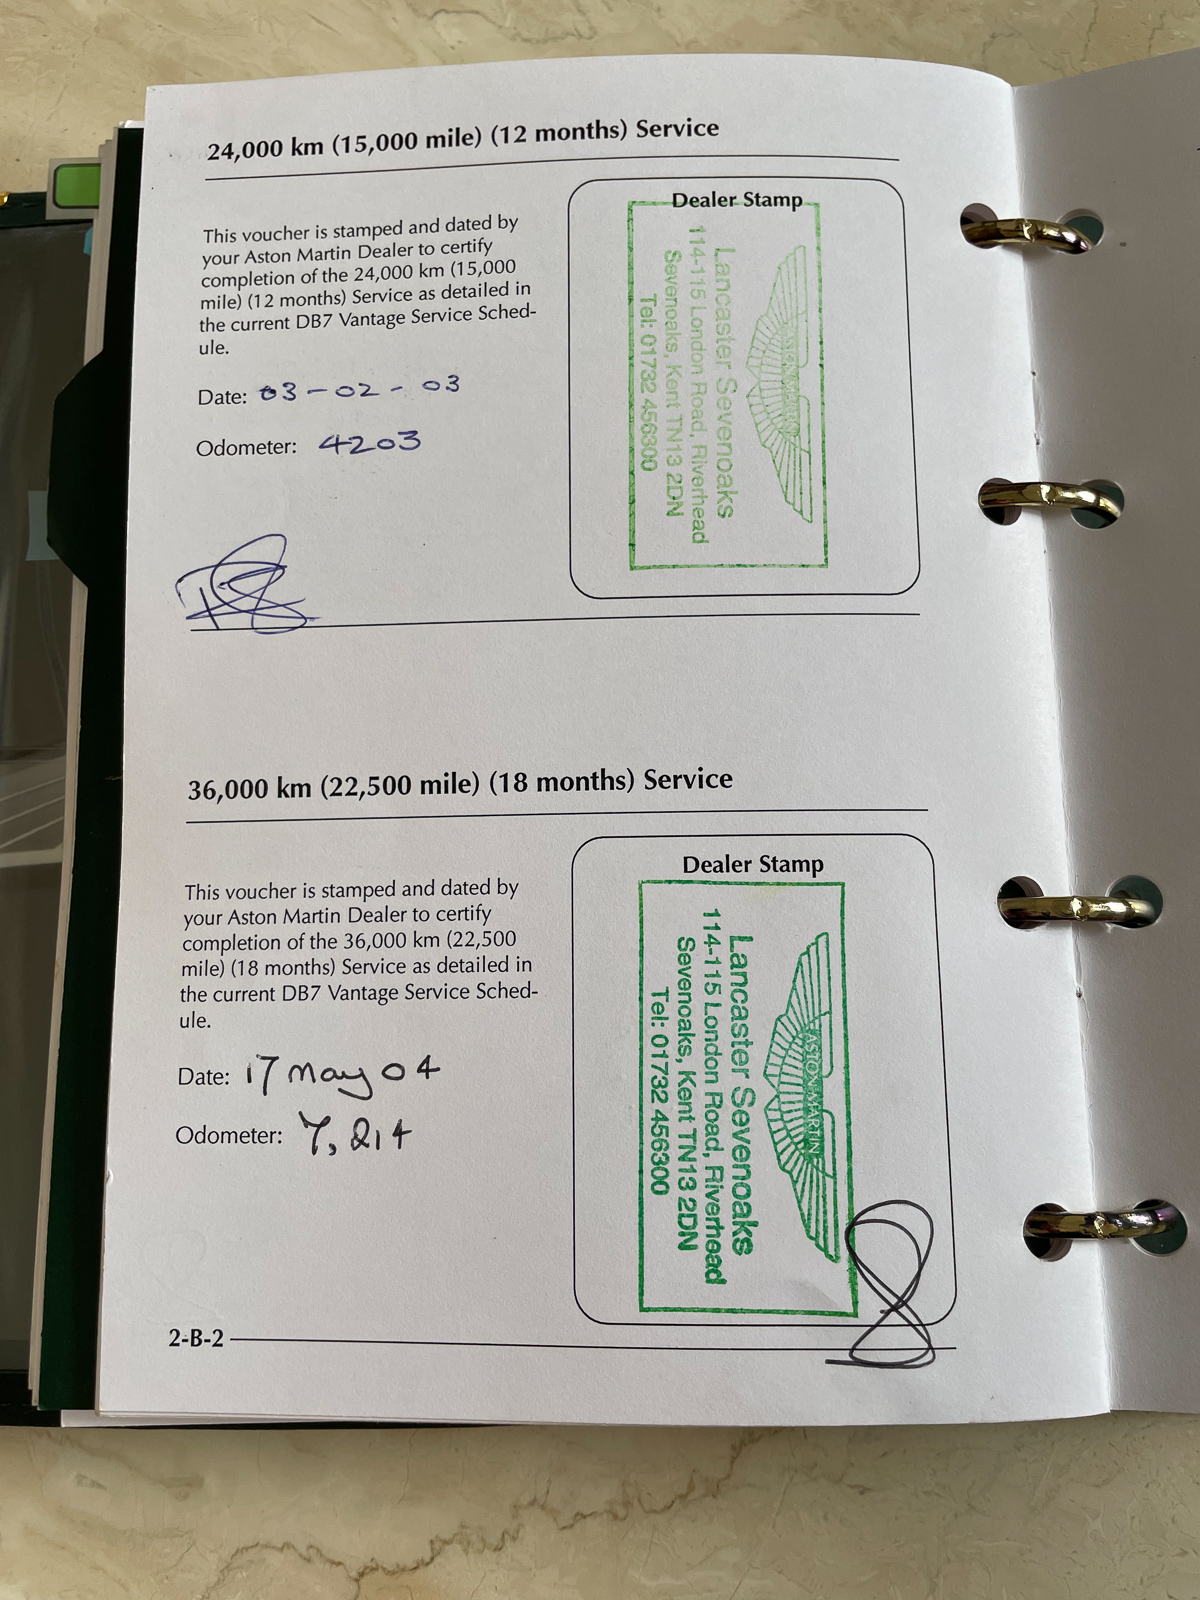 24,000 km (15,000 mile) (12 months) Service
This voucher is stamped and dated by
your Aston Martin Dealer to certify
completion of the 24,000 km (15,000
mile) (12 months) Service as detailed in
the current DB7 Vantage Service Sched-
ule.
Date: 03-02-03
Odometer: 4203
Dealer Stamp
ASTON MARTIN
Lancaster Sevenoaks
114-115 London Road, Riverhead
Sevenoaks, Kent TN13 2DN
Tel: 01732 456300
36,000 km (22,500 mile) (18 months) Service
This voucher is stamped and dated by
your Aston Martin Dealer to certify
completion of the 36,000 km (22,500
mile) (18 months) Service as detailed in
the current DB7 Vantage Service Sched-
ule.
Date: 17 May 04
Odometer: 7,214
Dealer Stamp
ASTON MARTIN
Lancaster Sevenoaks
114-115 London Road, Riverhead
Sevenoaks, Kent TN13 2DN
Tel: 01732 456300
2-B-2